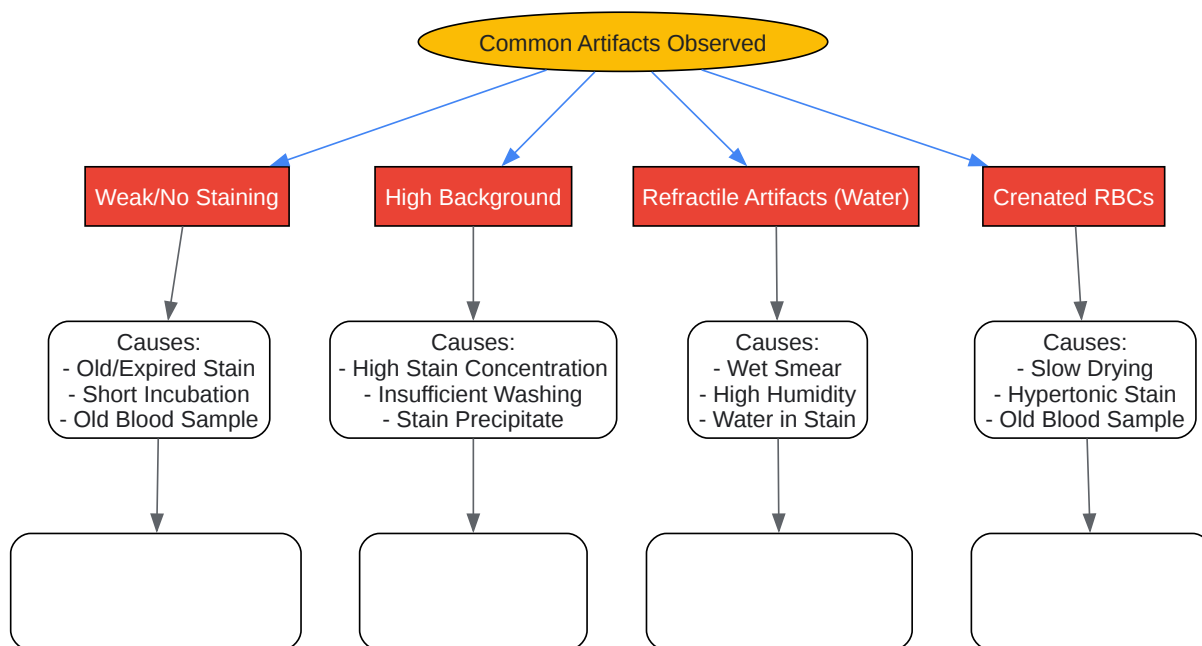 Common Artifacts Observed
Weak/No Staining
High Background
Refractile Artifacts (Water)
Crenated RBCs
Causes:
- Old/Expired Stain
- Short Incubation
- Old Blood Sample
Causes:
- High Stain Concentration
- Insufficient Washing
- Stain Precipitate
Causes:
- Wet Smear
- High Humidity
- Water in Stain
Causes:
- Slow Drying
- Hypertonic Stain
- Old Blood Sample